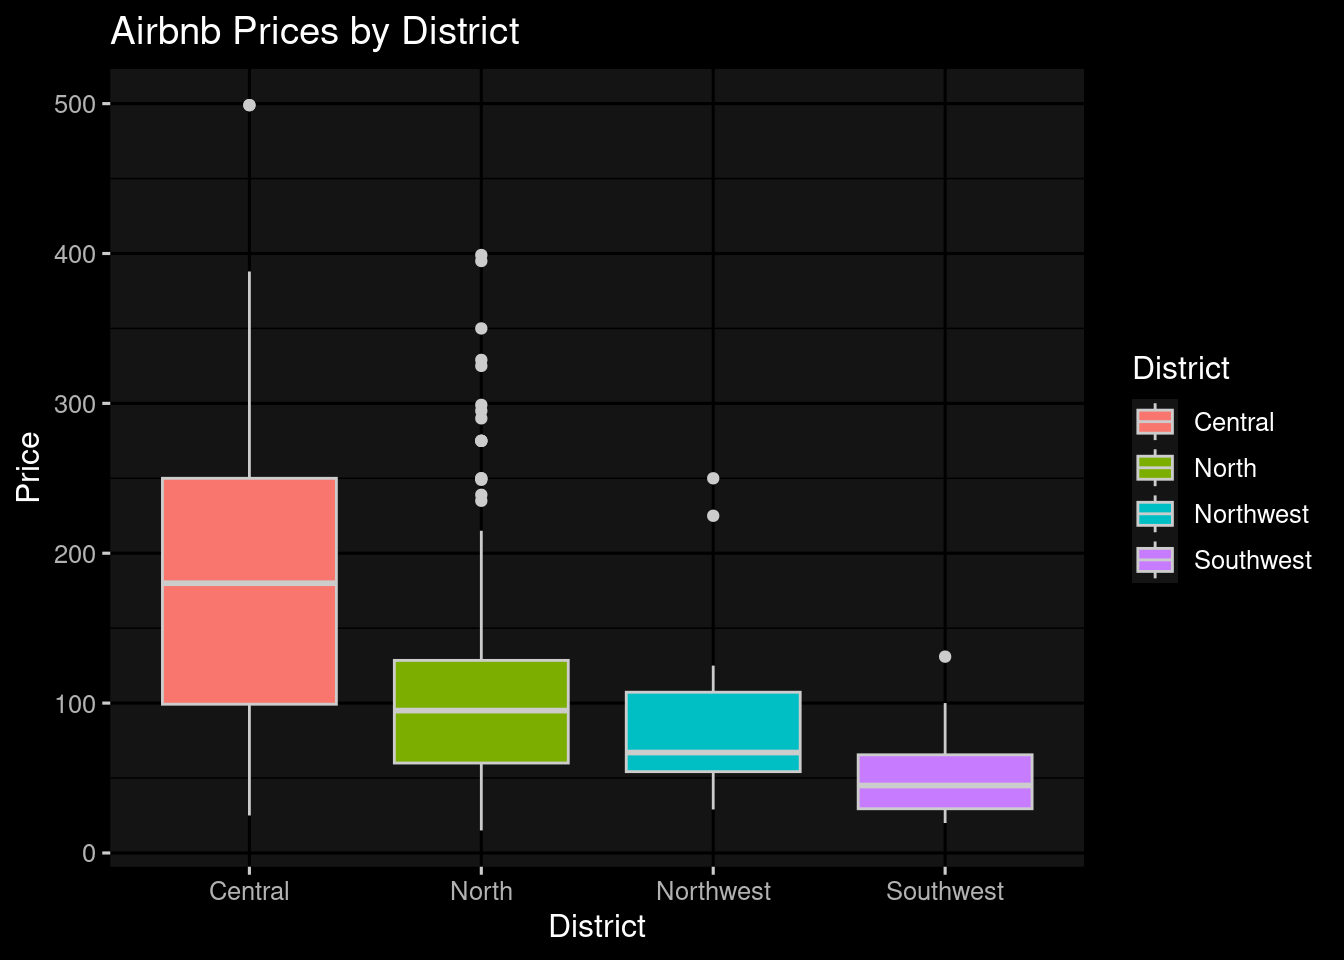 Airbnb Prices by District
500
400
300
200
100
0
Price
Central
North
Northwest
Southwest
District
District
Central
North
Northwest
Southwest